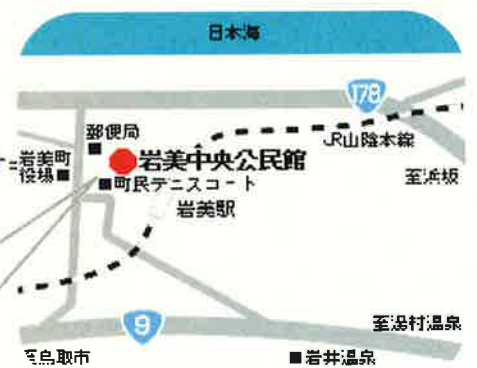 日本海
178
郵便局
JR山陰本線
岩美町
役場
岩美中央公民館
町民テニスコート
至浜坂
岩美駅
9
至湯村温泉
至鳥取市
岩井温泉